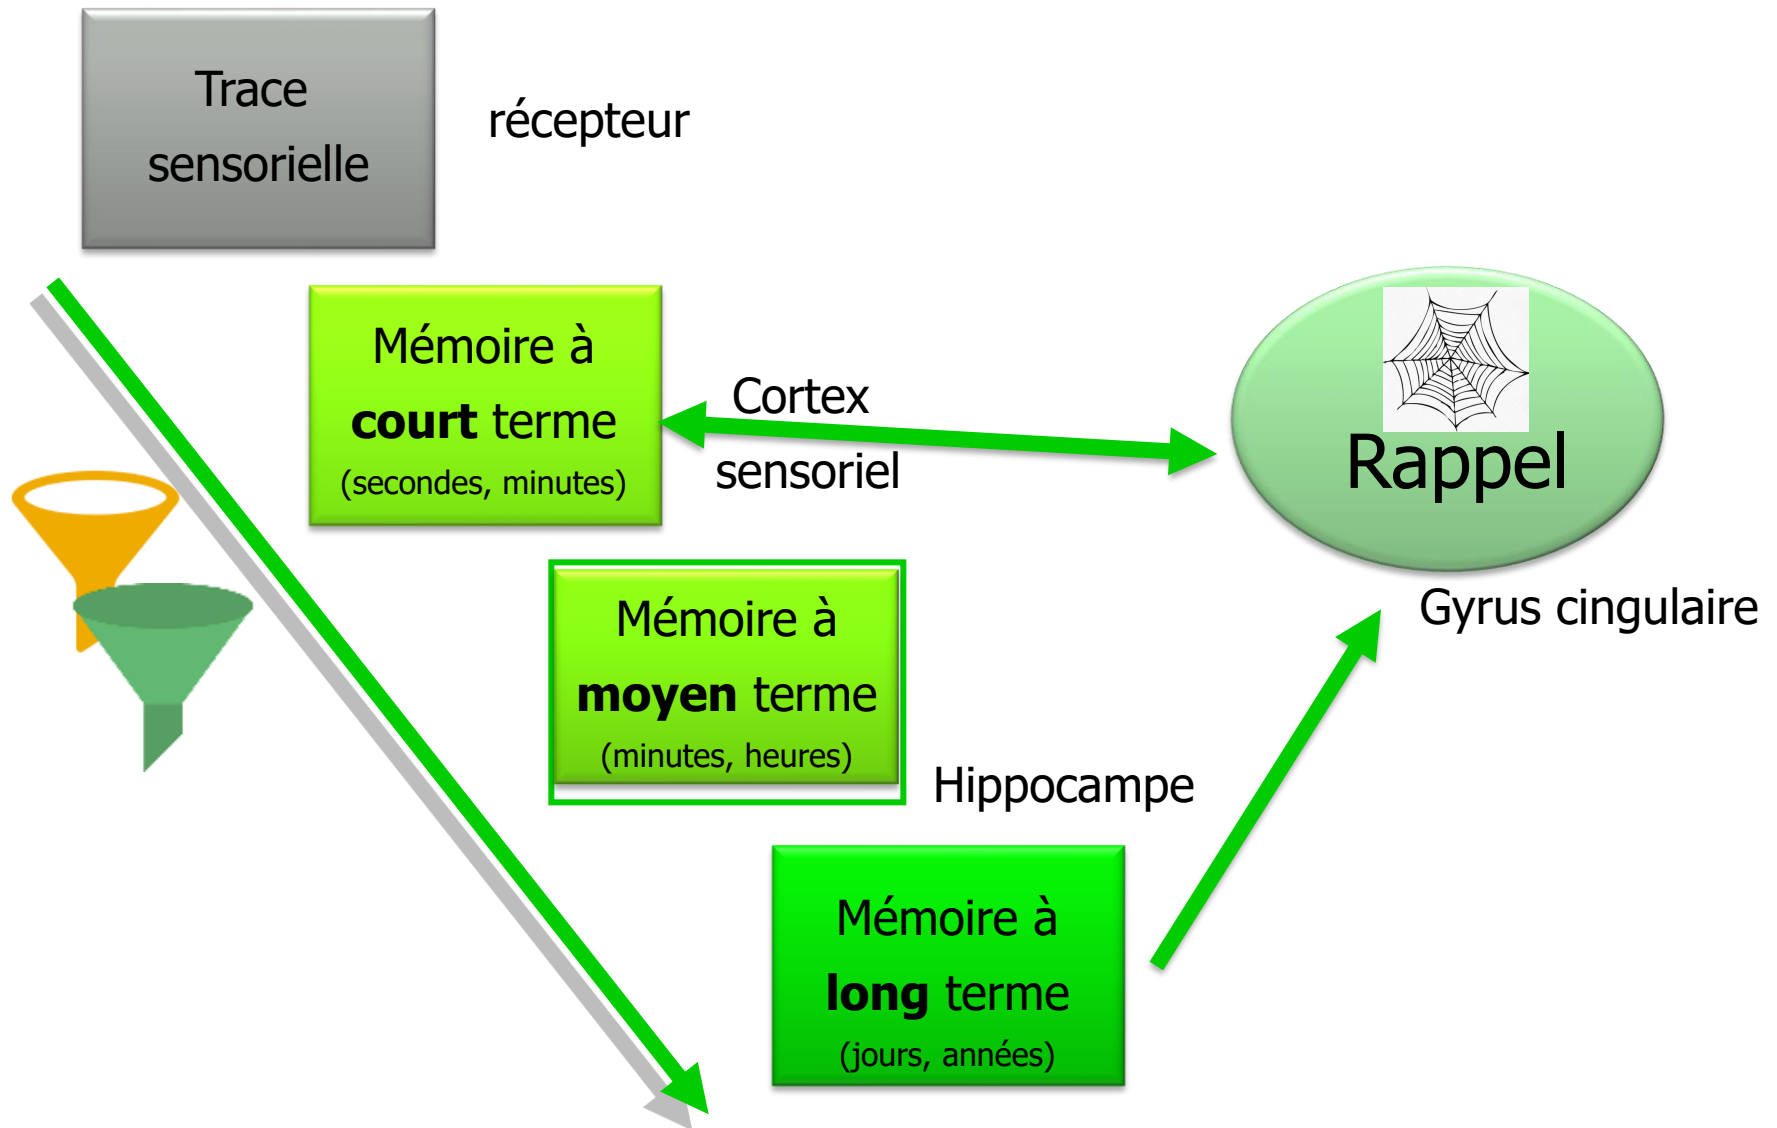 Trace
sensorielle
récepteur
Mémoire à
court terme
(secondes, minutes)
Cortex
sensoriel
Rappel
Mémoire à
moyen terme
(minutes, heures)
Gyrus cingulaire
Hippocampe
Mémoire à
long terme
(jours, années)